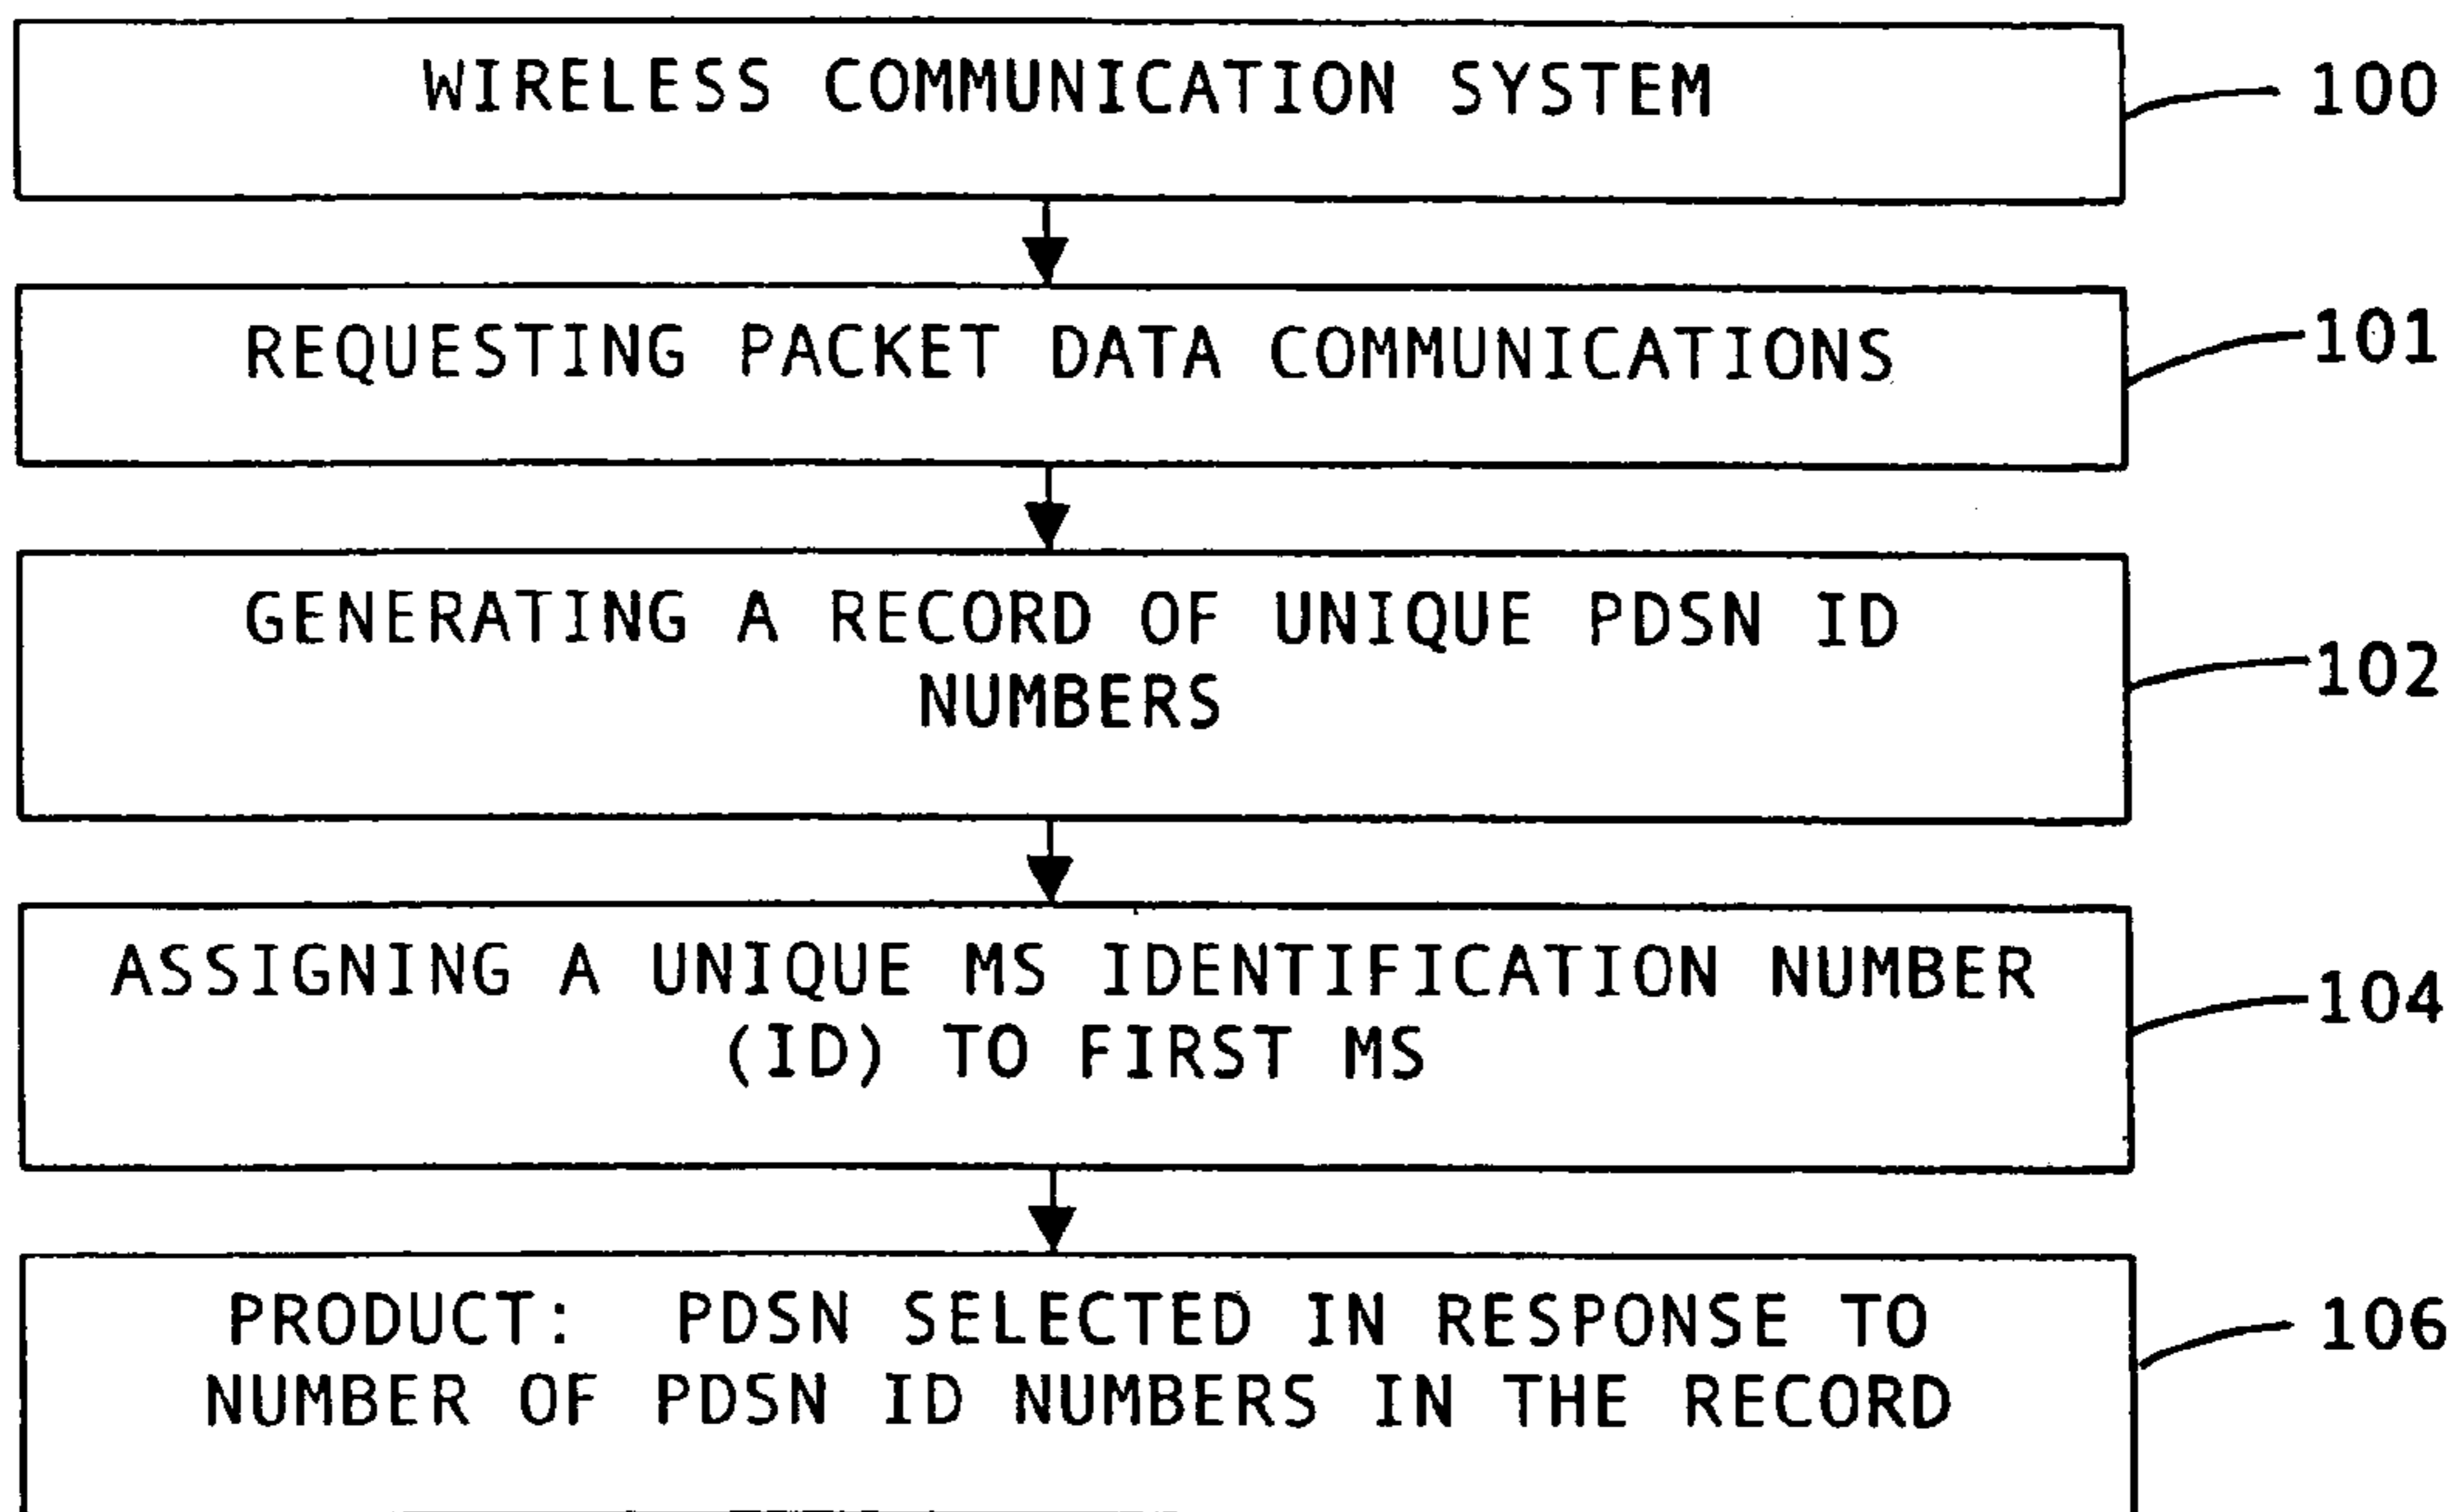 WIRELESS COMMUNICATION SYSTEM
100
REQUESTING PACKET DATA COMMUNICATIONS
101
GENERATING A RECORD OF UNIQUE PDSN ID
NUMBERS
102
ASSIGNING A UNIQUE MS IDENTIFICATION NUMBER
(ID) TO FIRST MS
104
PRODUCT: PDSN SELECTED IN RESPONSE TO
NUMBER OF PDSN ID NUMBERS IN THE RECORD
106